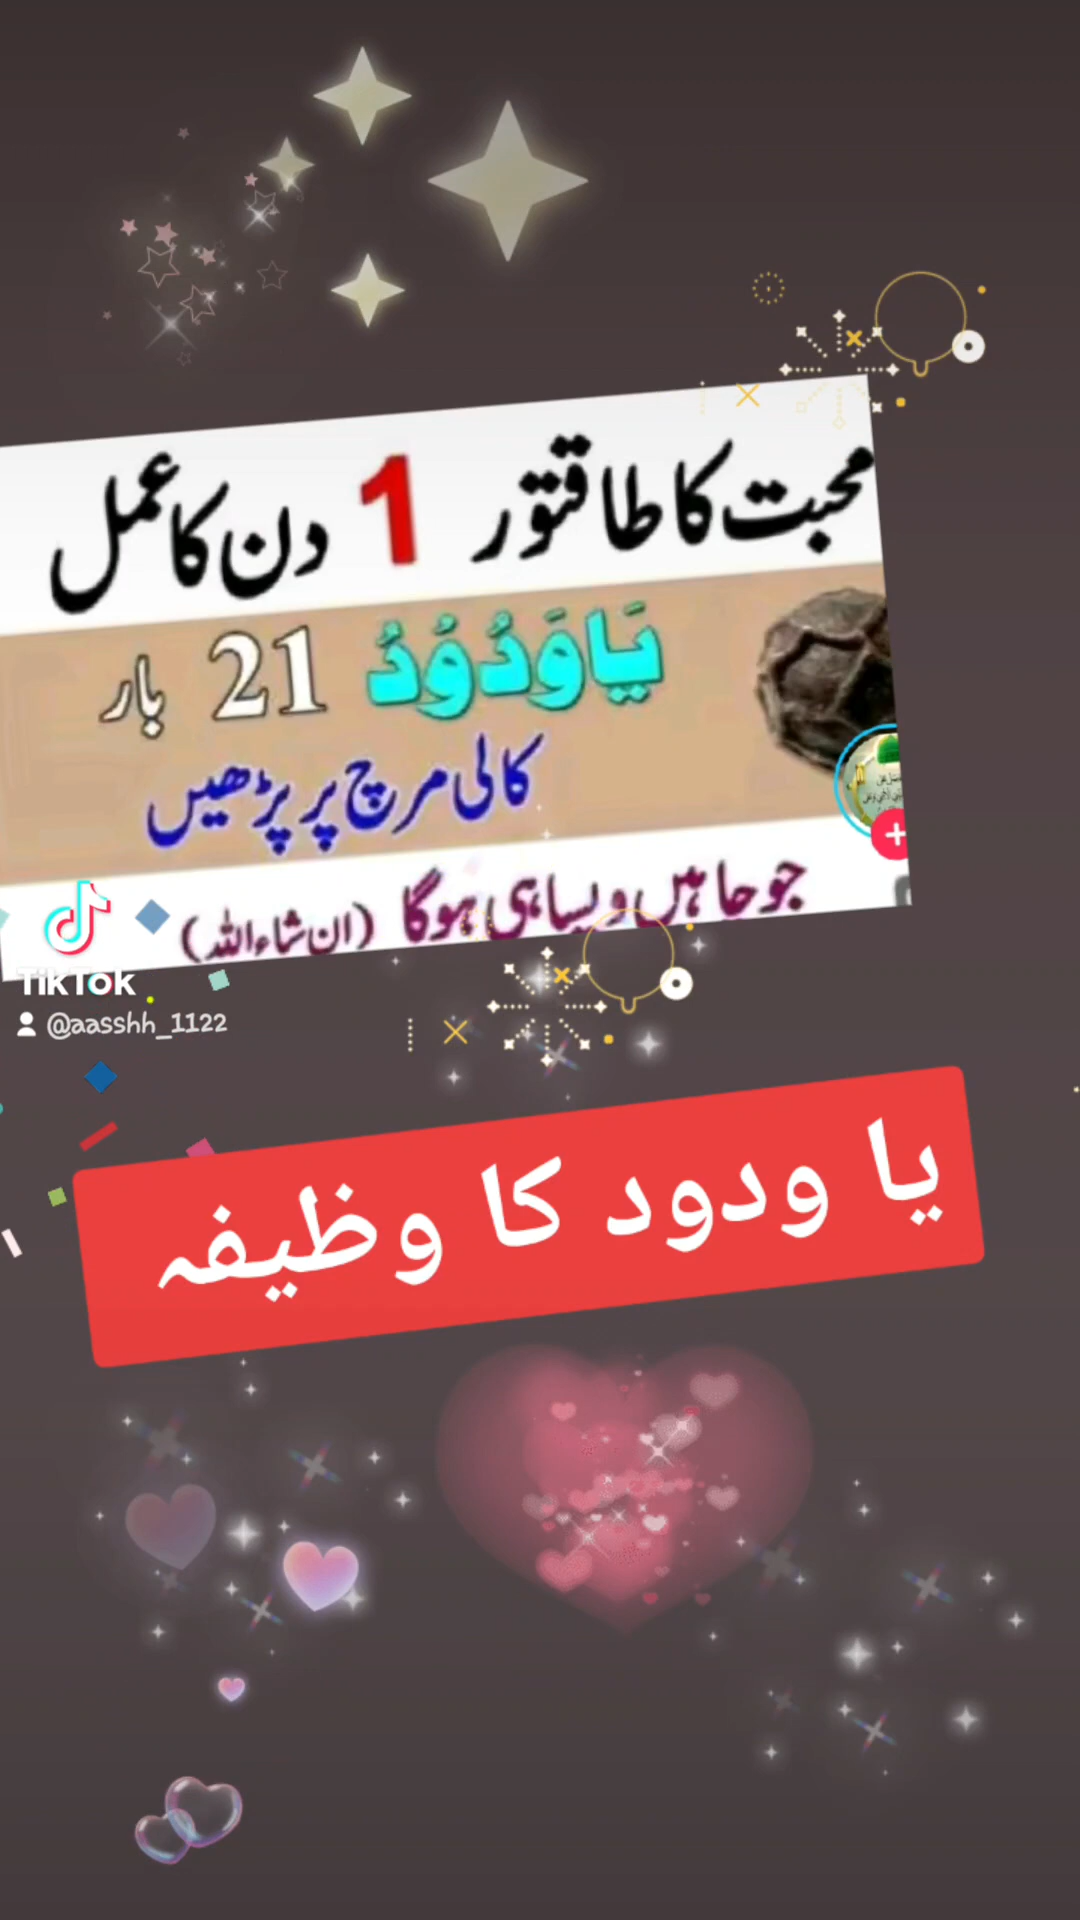 محبت کا طاقتور 1 دن کا عمل
یَاوَدُوُدُ 21 بار
کالی مرچ پر پڑھیں
جو چاہیں ویسا ہی ہوگا (ان شاءاللہ)
TikTok
@aasshh_1122
یا ودود کا وظیفہ